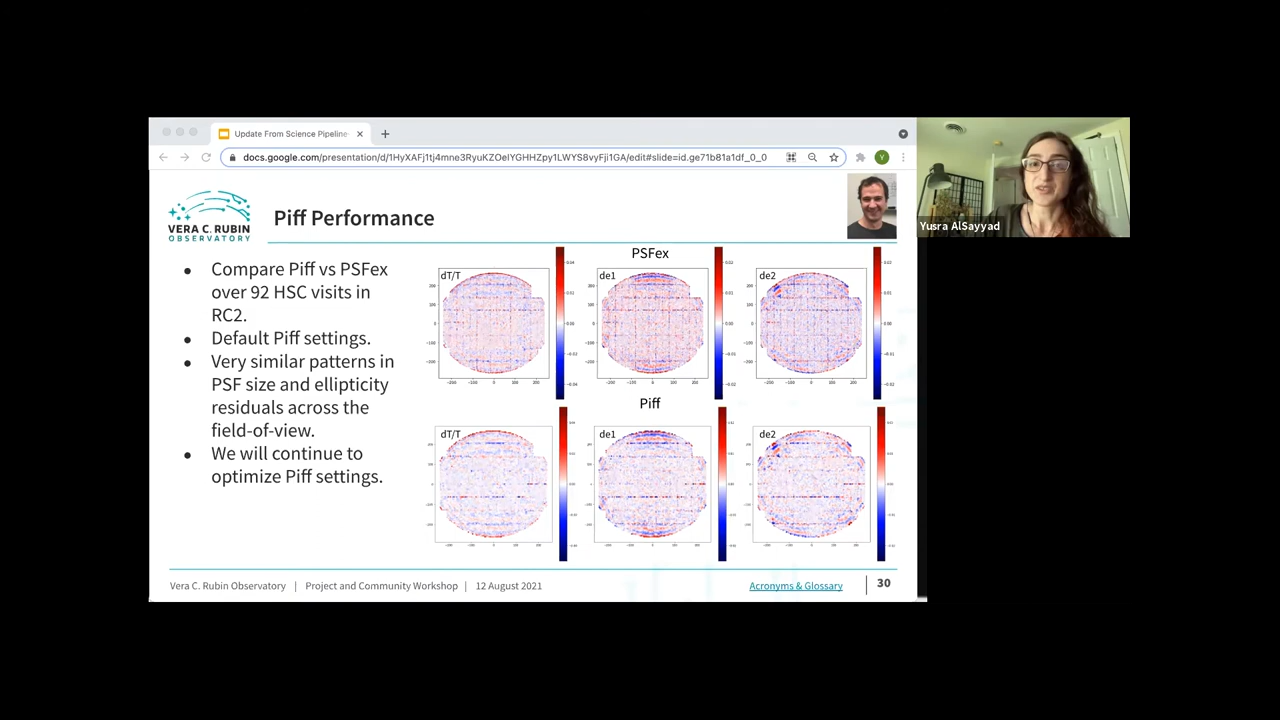 Update From Science Pipeline
docs.google.com/presentation/d/1HyXAFj1tj4mne3RyuKZOeIYGHHZpy1LWYS8vyFji1GA/edit#slide=id.ge71b81a1df_0_0
V
Yusra AlSayyad
VERA C. RUBIN
OBSERVATORY
Piff Performance
● Compare Piff vs PSFex
over 92 HSC visits in
RC2.
● Default Piff settings.
● Very similar patterns in
PSF size and ellipticity
residuals across the
field-of-view.
● We will continue to
optimize Piff settings.
PSFex
dT/T
de1
de2
Piff
dT/T
de1
de2
Vera C. Rubin Observatory | Project and Community Workshop | 12 August 2021
Acronyms & Glossary
30